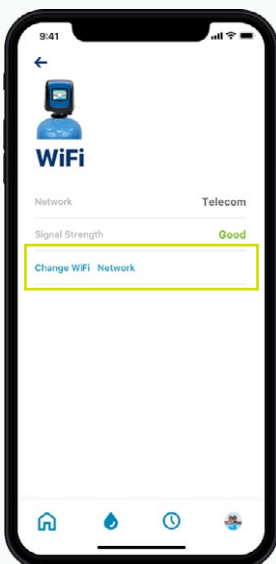 9:41
WiFi
Network Telecom
Signal Strength Good
Change WiFi Network